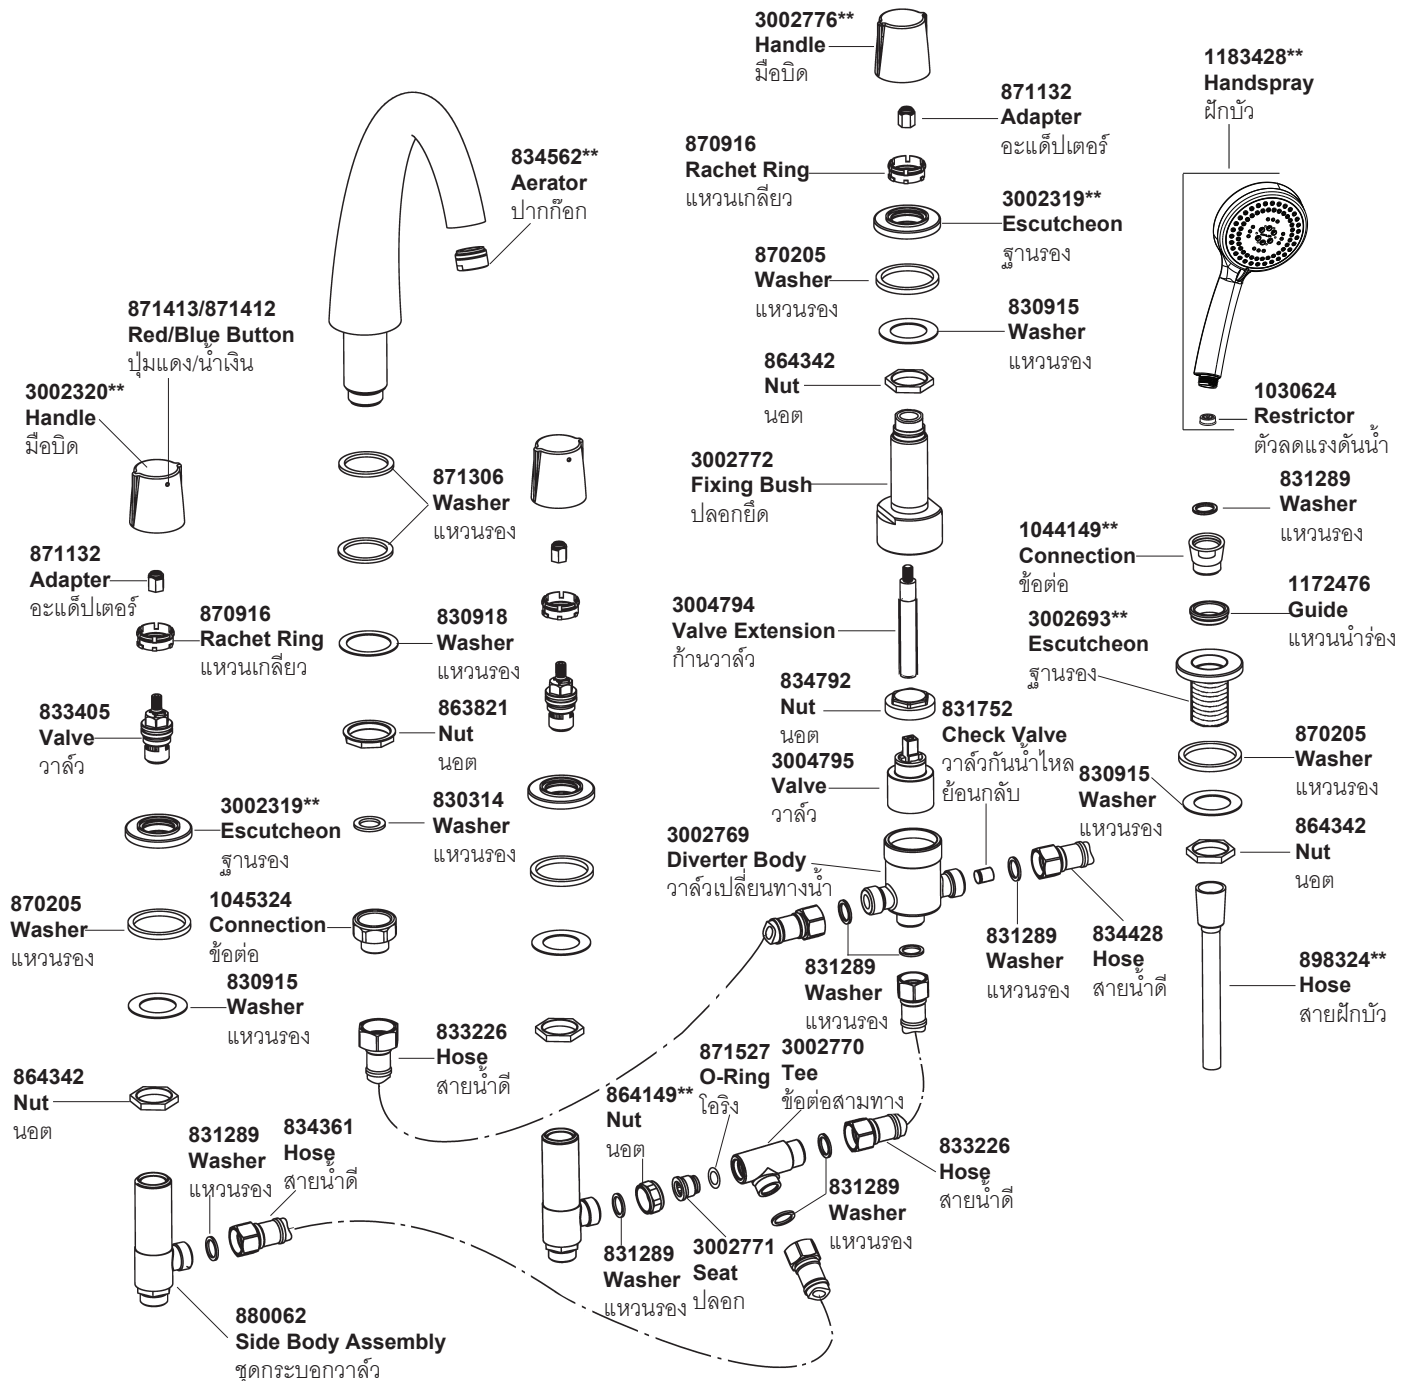 3002776**
Handle
มือบิด
1183428**
Handspray
ฝักบัว
871132
Adapter
อะแด็ปเตอร์
870916
Rachet Ring
แหวนเกลียว
834562**
Aerator
ปากก๊อก
3002319**
Escutcheon
ฐานรอง
870205
Washer
แหวนรอง
830915
Washer
แหวนรอง
871413/871412
Red/Blue Button
ปุ่มแดง/น้ำเงิน
864342
Nut
นอต
3002320**
Handle
มือบิด
1030624
Restrictor
ตัวลดแรงดันน้ำ
871306
Washer
แหวนรอง
3002772
Fixing Bush
ปลอกยึด
831289
Washer
แหวนรอง
1044149**
Connection
ข้อต่อ
871132
Adapter
อะแด็ปเตอร์
870916
Rachet Ring
แหวนเกลียว
830918
Washer
แหวนรอง
3004794
Valve Extension
ก้านวาล์ว
1172476
Guide
แหวนนำร่อง
3002693**
Escutcheon
ฐานรอง
833405
Valve
วาล์ว
863821
Nut
นอต
834792
Nut
นอต
831752
Check Valve
วาล์วกันน้ำไหล
ย้อนกลับ
870205
Washer
แหวนรอง
3004795
Valve
วาล์ว
830915
Washer
แหวนรอง
3002319**
Escutcheon
ฐานรอง
830314
Washer
แหวนรอง
3002769
Diverter Body
วาล์วเปลี่ยนทางน้ำ
864342
Nut
นอต
870205
Washer
แหวนรอง
1045324
Connection
ข้อต่อ
831289
Washer
แหวนรอง
831289
Washer
แหวนรอง
834428
Hose
สายน้ำดี
898324**
Hose
สายฝักบัว
830915
Washer
แหวนรอง
833226
Hose
สายน้ำดี
871527
O-Ring
โอริง
3002770
Tee
ข้อต่อสามทาง
864342
Nut
นอต
864149**
Nut
นอต
831289
Washer
แหวนรอง
834361
Hose
สายน้ำดี
833226
Hose
สายน้ำดี
831289
Washer
แหวนรอง
831289
Washer
แหวนรอง
3002771
Seat
ปลอก
880062
Side Body Assembly
ชุดกระบอกวาล์ว